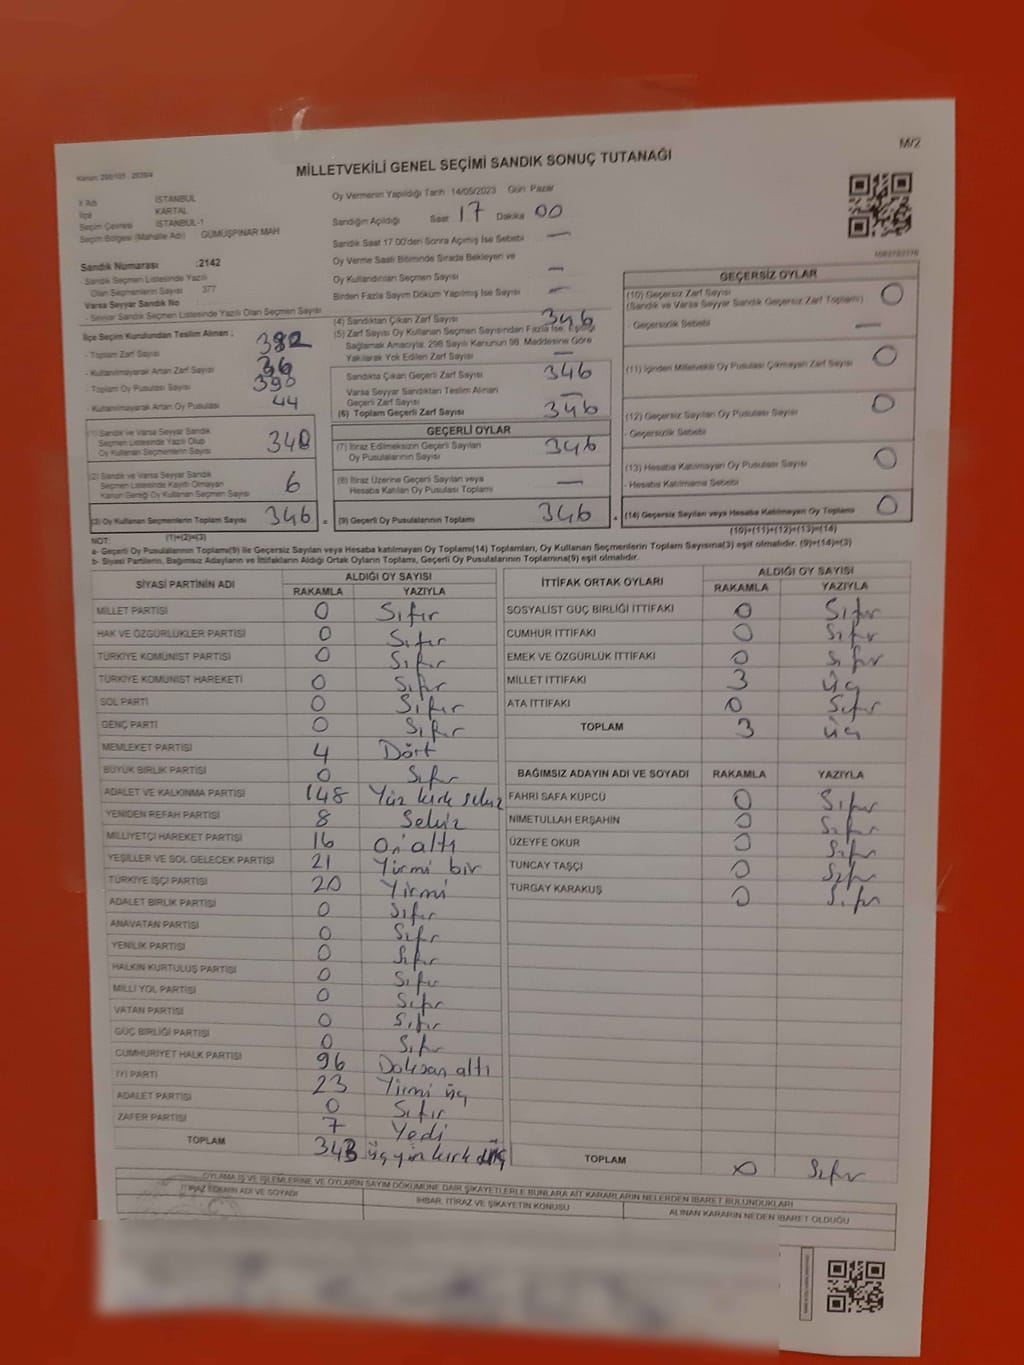 M/2
MİLLETVEKİLİ GENEL SEÇİMİ SANDIK SONUÇ TUTANAĞI
İl Adı İSTANBUL
İlçe KARTAL
Seçim Çevresi İSTANBUL-1
Seçim Bölgesi (Mahalle Adı) GÜMÜŞPINAR MAH
Sandık Numarası :2142
- Sandık Seçmen Listesinde Yazılı
Olan Seçmenlerin Sayısı 377
Varsa Seyyar Sandık No
- Seyyar Sandık Seçmen Listesinde Yazılı Olan Seçmen Sayısı
Oy Vermenin Yapıldığı Tarih 14/05/2023 Gün: Pazar
Sandığın Açıldığı Saat 17 Dakika 00
Sandık Saat 17.00'den Sonra Açımış İse Sebebi —
Oy Verme Saati Bitiminde Sırada Bekleyen ve
Oy Kullandırılan Seçmen Sayısı —
Birden Fazla Sayım Döküm Yapılmış İse Sayısı —
İlçe Seçim Kurulundan Teslim Alınan ;
- Toplam Zarf Sayısı 382
- Kullanılmayarak Artan Zarf Sayısı 36
- Toplam Oy Pusulası Sayısı
- Kullanılmayarak Artan Oy Pusulası 44
(1) Sandık ve Varsa Seyyar Sandık
Seçmen Listesinde Yazılı Olup
Oy Kullanan Seçmenlerin Sayısı 340
(2) Sandık ve Varsa Seyyar Sandık
Seçmen Listesinde Kayıtlı Olmayan
Kanun Gereği Oy Kullanan Seçmen Sayısı 6
(3) Oy Kullanan Seçmenlerin Toplam Sayısı 346 =
(1)+(2)=(3)
(4) Sandıktan Çıkan Zarf Sayısı 346
(5) Zarf Sayısı Oy Kullanan Seçmen Sayısından Fazla İse, Eşitliği
Sağlamak Amacıyla, 298 Sayılı Kanunun 98. Maddesine Göre
Yakılarak Yok Edilen Zarf Sayısı —
Sandıkta Çıkan Geçerli Zarf Sayısı 346
Varsa Seyyar Sandıktan Teslim Alınan
Geçerli Zarf Sayısı —
(6) Toplam Geçerli Zarf Sayısı 346
GEÇERLİ OYLAR
(7) İtiraz Edilmeksizin Geçerli Sayılan
Oy Pusulalarının Sayısı 346
(8) İtiraz Üzerine Geçerli Sayılan veya
Hesaba Katılan Oy Pusulası Toplamı —
(9) Geçerli Oy Pusulalarının Toplamı 346 +
GEÇERSİZ OYLAR
(10) Geçersiz Zarf Sayısı
(Sandık ve Varsa Seyyar Sandık Geçersiz Zarf Toplamı) 0
- Geçersizlik Sebebi —
(11) İçinden Milletvekili Oy Pusulası Çıkmayan Zarf Sayısı 0
(12) Geçersiz Sayılan Oy Pusulası Sayısı 0
- Geçersizlik Sebebi
(13) Hesaba Katılmayan Oy Pusulası Sayısı 0
- Hesaba Katılmama Sebebi
(14) Geçersiz Sayılan veya Hesaba Katılmayan Oy Toplamı 0
(10)+(11)+(12)+(13)=(14)
NOT:
a- Geçerli Oy Pusulalarının Toplamı(9) ile Geçersiz Sayılan veya Hesaba katılmayan Oy Toplamı(14) Toplamları, Oy Kullanan Seçmenlerin Toplam Sayısına(3) eşit olmalıdır. (9)+(14)=(3)
b- Siyasi Partilerin, Bağımsız Adayların ve İttifakların Aldığı Ortak Oyların Toplamı, Geçerli Oy Pusulalarının Toplamına(9) eşit olmalıdır.
SİYASİ PARTİNİN ADI ALDIĞI OY SAYISI
RAKAMLA YAZIYLA
MİLLET PARTİSİ 0 Sıfır
HAK VE ÖZGÜRLÜKLER PARTİSİ 0 Sıfır
TÜRKİYE KOMÜNİST PARTİSİ 0 Sıfır
TÜRKİYE KOMÜNİST HAREKETİ 0 Sıfır
SOL PARTİ 0 Sıfır
GENÇ PARTİ 0 Sıfır
MEMLEKET PARTİSİ 4 Dört
BÜYÜK BİRLİK PARTİSİ 0 Sıfır
ADALET VE KALKINMA PARTİSİ 148 Yüz kırk sekiz
YENİDEN REFAH PARTİSİ 8 Sekiz
MİLLİYETÇİ HAREKET PARTİSİ 16 On altı
YEŞİLLER VE SOL GELECEK PARTİSİ 21 Yirmi bir
TÜRKİYE İŞÇİ PARTİSİ 20 Yirmi
ADALET BİRLİK PARTİSİ 0 Sıfır
ANAVATAN PARTİSİ 0 Sıfır
YENİLİK PARTİSİ 0 Sıfır
HALKIN KURTULUŞ PARTİSİ 0 Sıfır
MİLLİ YOL PARTİSİ 0 Sıfır
VATAN PARTİSİ 0 Sıfır
GÜÇ BİRLİĞİ PARTİSİ 0 Sıfır
CUMHURİYET HALK PARTİSİ 96 Doksan altı
İYİ PARTİ 23 Yirmi üç
ADALET PARTİSİ 0 Sıfır
ZAFER PARTİSİ 7 Yedi
TOPLAM 343 üç yüz kırk üç
İTTİFAK ORTAK OYLARI ALDIĞI OY SAYISI
RAKAMLA YAZIYLA
SOSYALİST GÜÇ BİRLİĞİ İTTİFAKI 0 Sıfır
CUMHUR İTTİFAKI 0 Sıfır
EMEK VE ÖZGÜRLÜK İTTİFAKI 0 Sıfır
MİLLET İTTİFAKI 3 üç
ATA İTTİFAKI 0 Sıfır
TOPLAM 3 üç
BAĞIMSIZ ADAYIN ADI VE SOYADI RAKAMLA YAZIYLA
FAHRİ SAFA KÜPCÜ 0 Sıfır
NİMETULLAH ERŞAHİN 0 Sıfır
ÜZEYFE OKUR 0 Sıfır
TUNCAY TAŞÇI 0 Sıfır
TURGAY KARAKUŞ 0 Sıfır
TOPLAM 0 Sıfır
OYLAMA İŞ VE İŞLEMLERİNE VE OYLARIN SAYIM DÖKÜMÜNE DAİR ŞİKAYETLERLE BUNLARA AİT KARARLARIN NELERDEN İBARET BULUNDUKLARI
İTİRAZ EDENİN ADI VE SOYADI
İHBAR, İTİRAZ VE ŞİKAYETİN KONUSU
ALINAN KARARIN NEDEN İBARET OLDUĞU